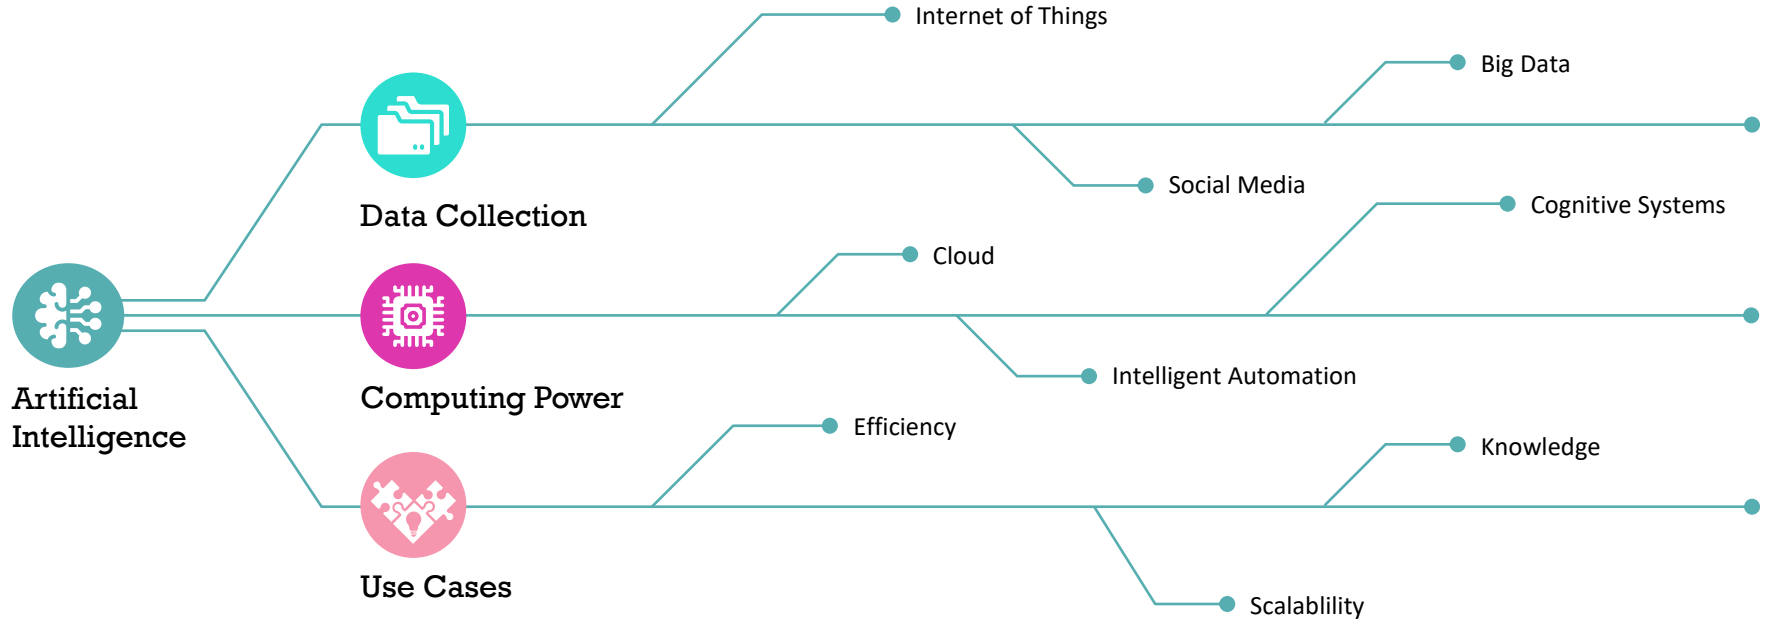 Internet of Things
Big Data
Social Media
Data Collection
Cognitive Systems
Cloud
Artificial
Intelligence
Computing Power
Intelligent Automation
Efficiency
Knowledge
Use Cases
Scalablility